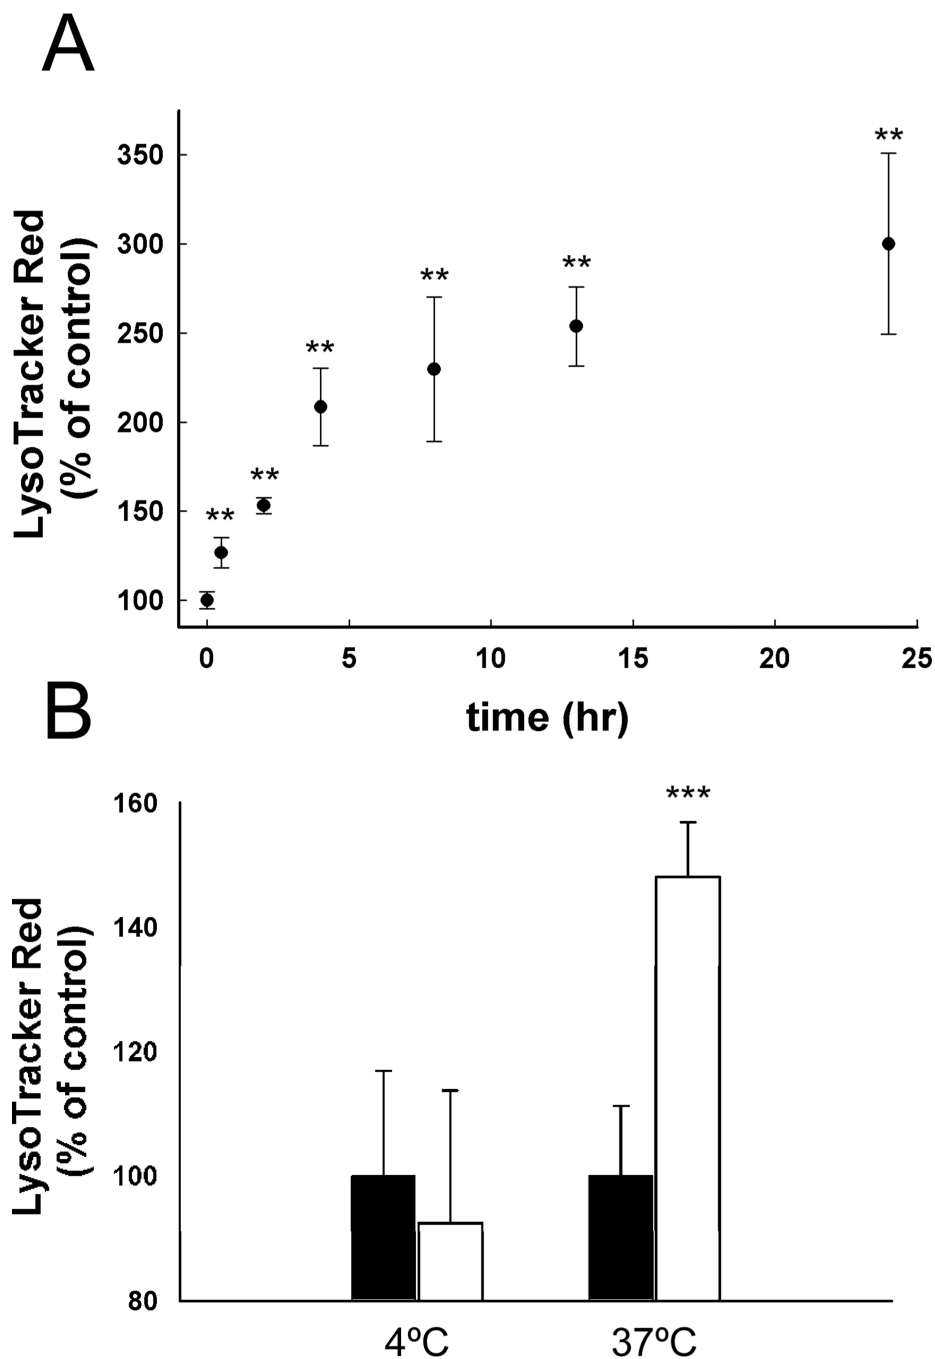 A
LysoTracker Red
(% of control)
350
300
250
200
150
100
**
**
**
**
**
**
0 5 10 15 20 25
time (hr)
B
LysoTracker Red
(% of control)
160
140
120
100
80
***
4ºC 37ºC